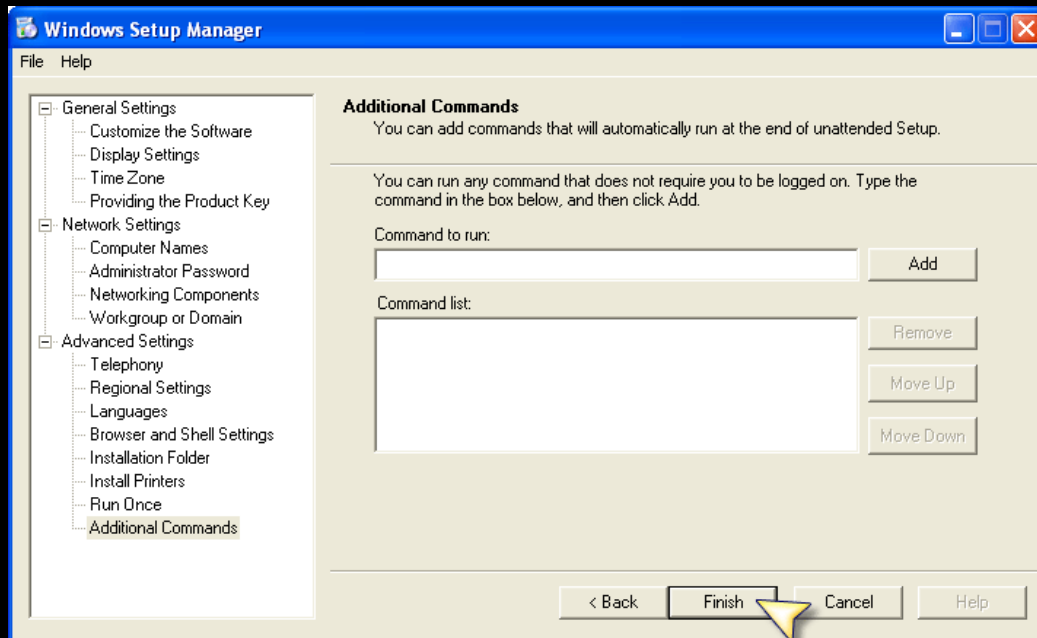 Windows Setup Manager
File Help
General Settings
Customize the Software
Display Settings
Time Zone
Providing the Product Key
Network Settings
Computer Names
Administrator Password
Networking Components
Workgroup or Domain
Advanced Settings
Telephony
Regional Settings
Languages
Browser and Shell Settings
Installation Folder
Install Printers
Run Once
Additional Commands
Additional Commands
You can add commands that will automatically run at the end of unattended Setup.
You can run any command that does not require you to be logged on. Type the
command in the box below, and then click Add.
Command to run:
Add
Command list:
Remove
Move Up
Move Down
< Back Finish Cancel Help